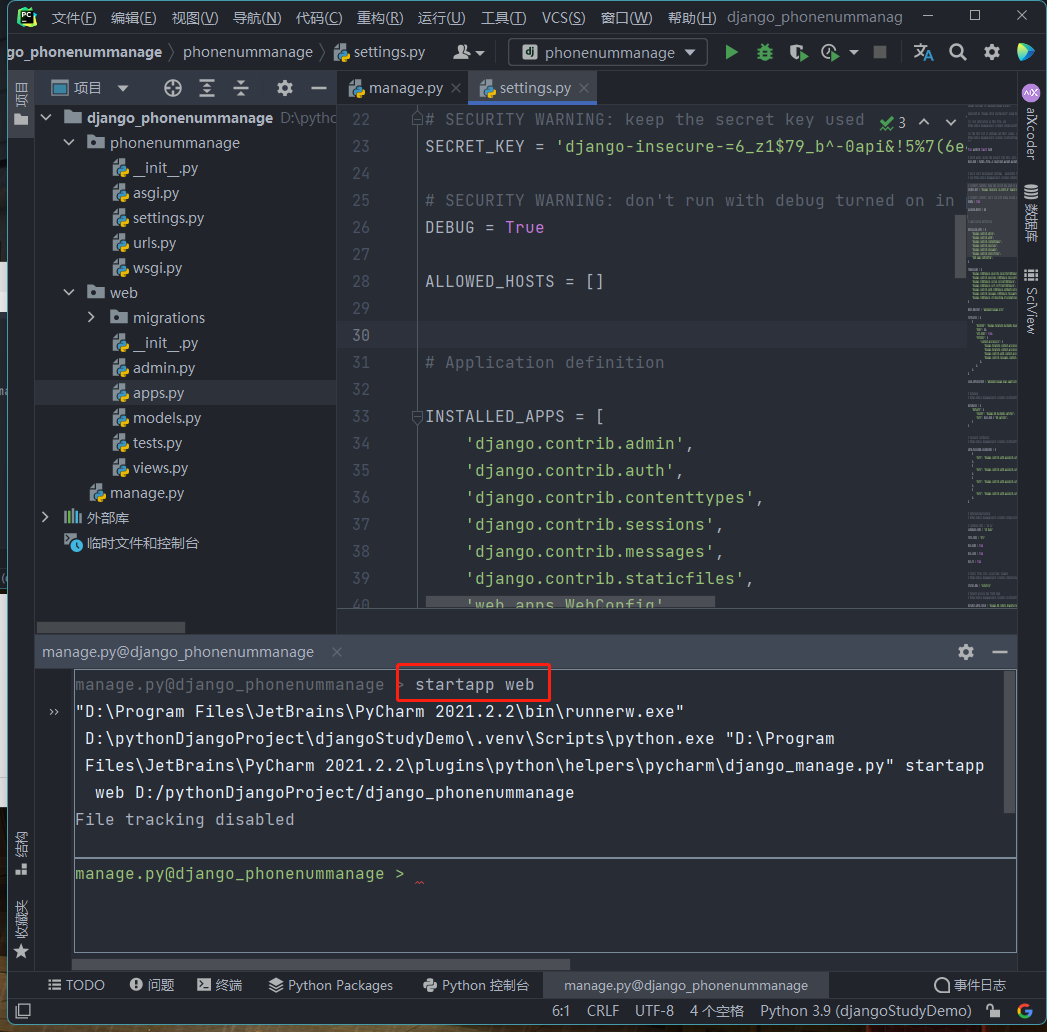 文件(F) 编辑(E) 视图(V) 导航(N) 代码(C) 重构(R) 运行(U) 工具(T) VCS(S) 窗口(W) 帮助(H) django_phonenummanag
go_phonenummanage phonenummanage settings.py phonenummanage
项目
manage.py settings.py
django_phonenummanage D:\pytho
phonenummanage
__init__.py
asgi.py
settings.py
urls.py
wsgi.py
web
migrations
__init__.py
admin.py
apps.py
models.py
tests.py
views.py
manage.py
外部库
临时文件和控制台
22 # SECURITY WARNING: keep the secret key used 3
23 SECRET_KEY = 'django-insecure-=6_z1$79_b^-0api&!5%7(6e
24
25 # SECURITY WARNING: don't run with debug turned on in
26 DEBUG = True
27
28 ALLOWED_HOSTS = []
29
30
31 # Application definition
32
33 INSTALLED_APPS = [
34 'django.contrib.admin',
35 'django.contrib.auth',
36 'django.contrib.contenttypes',
37 'django.contrib.sessions',
38 'django.contrib.messages',
39 'django.contrib.staticfiles',
40 'web.apps.WebConfig'
项目
aiXcoder
数据库
SciView
manage.py@django_phonenummanage
manage.py@django_phonenummanage > startapp web
"D:\Program Files\JetBrains\PyCharm 2021.2.2\bin\runnerw.exe"
D:\pythonDjangoProject\djangoStudyDemo\.venv\Scripts\python.exe "D:\Program
Files\JetBrains\PyCharm 2021.2.2\plugins\python\helpers\pycharm\django_manage.py" startapp
web D:/pythonDjangoProject/django_phonenummanage
File tracking disabled
manage.py@django_phonenummanage >
结构
收藏夹
TODO 问题 终端 Python Packages Python 控制台 manage.py@django_phonenummanage 事件日志
6:1 CRLF UTF-8 4 个空格 Python 3.9 (djangoStudyDemo)